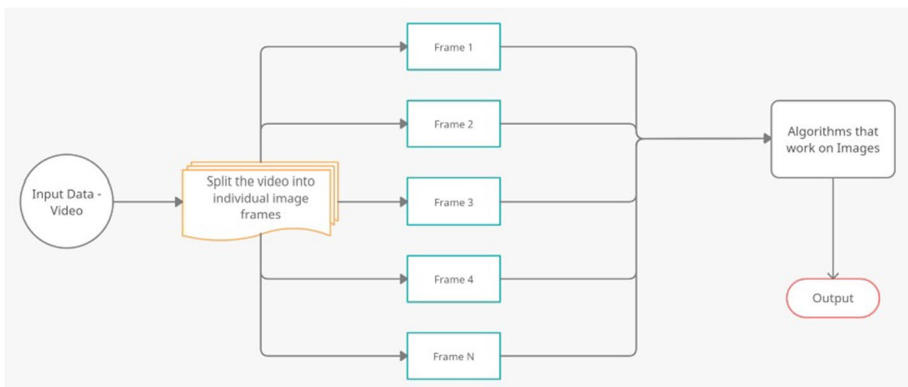 Input Data -
Video
Split the video into
individual image
frames
Frame 1
Frame 2
Frame 3
Frame 4
Frame N
Algorithms that
work on Images
Output